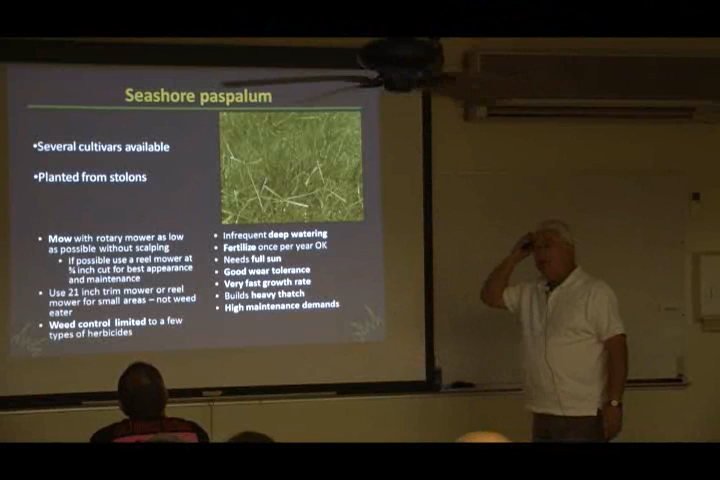 Seashore paspalum
•Several cultivars available
•Planted from stolons
• Mow with rotary mower as low
as possible without scalping
• If possible use a reel mower at
¾ inch cut for best appearance
and maintenance
• Use 21 inch trim mower or reel
mower for small areas – not weed
eater
• Weed control limited to a few
types of herbicides
• Infrequent deep watering
• Fertilize once per year OK
• Needs full sun
• Good wear tolerance
• Very fast growth rate
• Builds heavy thatch
• High maintenance demands